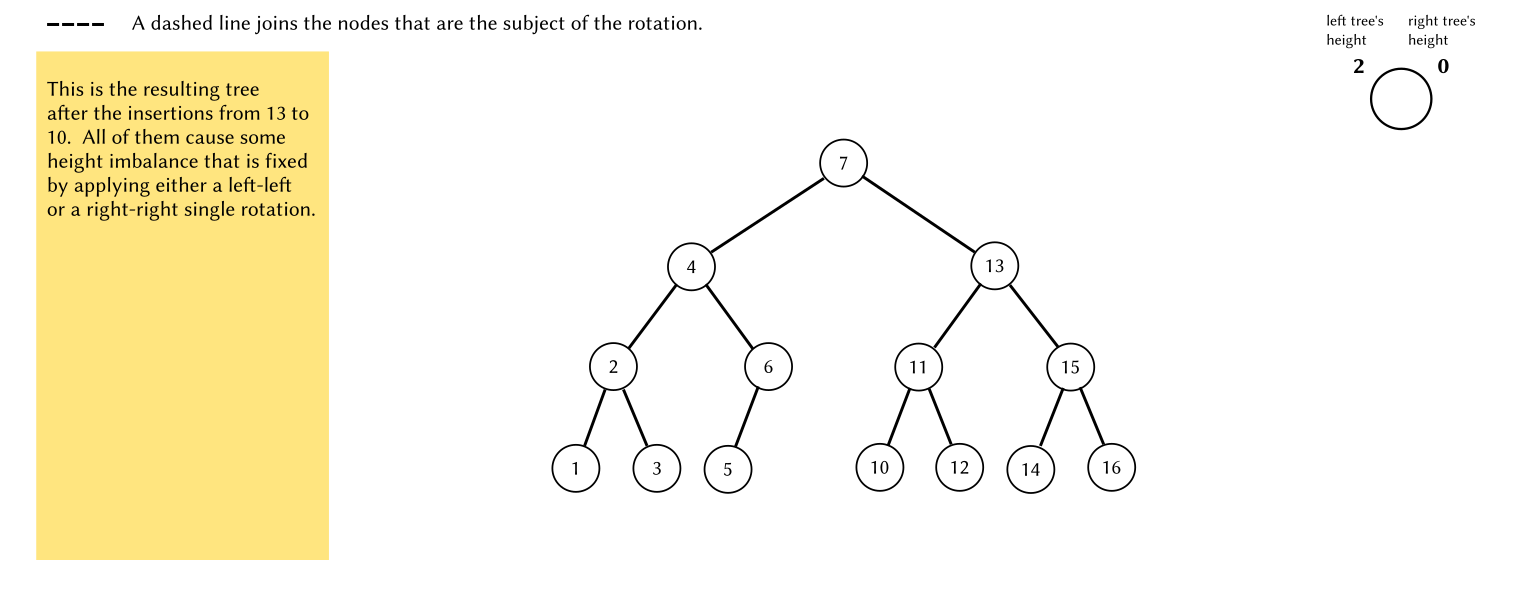 A dashed line joins the nodes that are the subject of the rotation.
left tree's
height
right tree's
height
2
0
This is the resulting tree
after the insertions from 13 to
10.  All of them cause some
height imbalance that is fixed
by applying either a left-left
or a right-right single rotation.
7
4
13
2
6
11
15
1
3
5
10
12
14
16